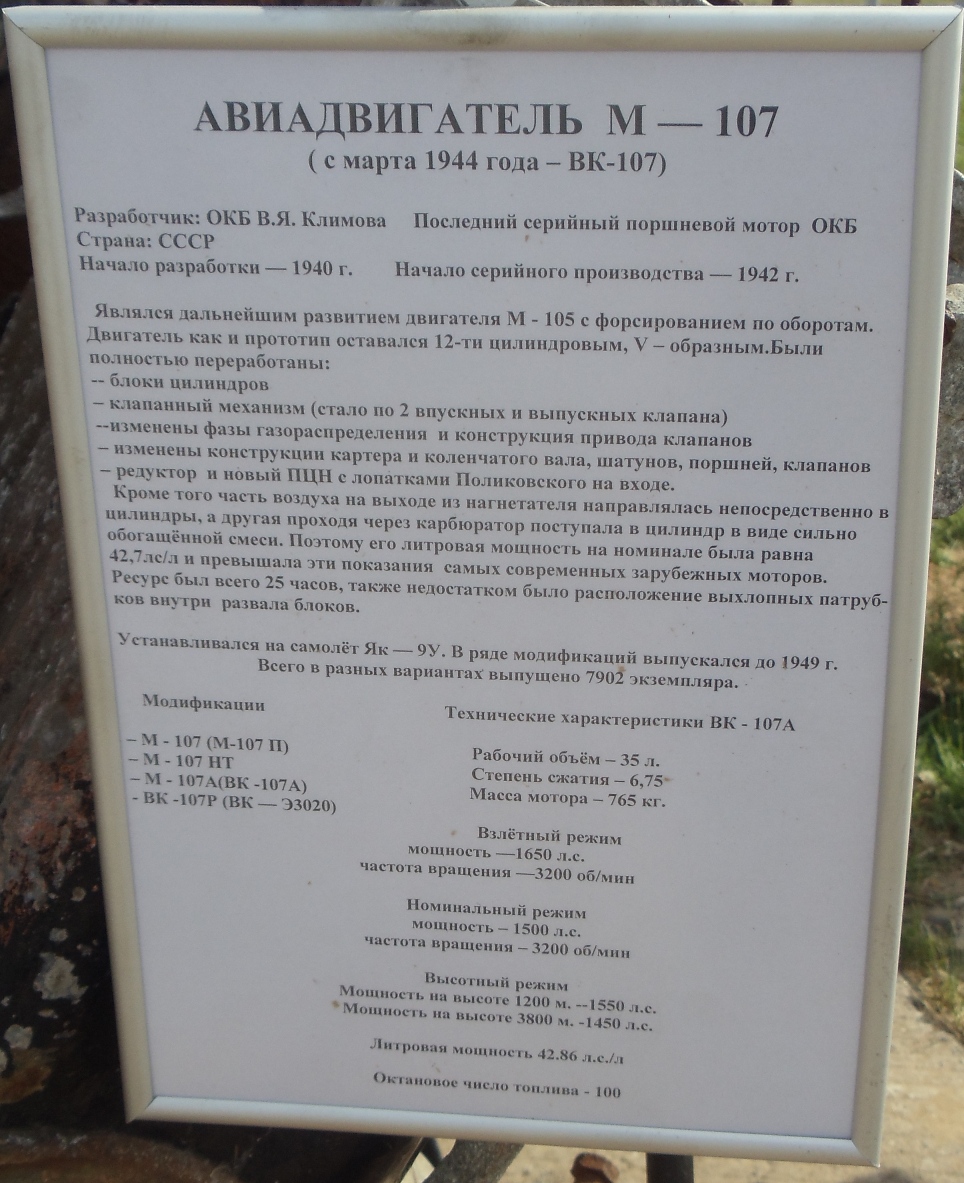 АВИАДВИГАТЕЛЬ М — 107
( с марта 1944 года – ВК-107)
Разработчик: ОКБ В.Я. Климова Последний серийный поршневой мотор ОКБ
Страна: СССР
Начало разработки — 1940 г. Начало серийного производства — 1942 г.
Являлся дальнейшим развитием двигателя М - 105 с форсированием по оборотам.
Двигатель как и прототип оставался 12-ти цилиндровым, V – образным.Были
полностью переработаны:
-- блоки цилиндров
– клапанный механизм (стало по 2 впускных и выпускных клапана)
--изменены фазы газораспределения и конструкция привода клапанов
– изменены конструкции картера и коленчатого вала, шатунов, поршней, клапанов
– редуктор и новый ПЦН с лопатками Поликовского на входе.
Кроме того часть воздуха на выходе из нагнетателя направлялась непосредственно в
цилиндры, а другая проходя через карбюратор поступала в цилиндр в виде сильно
обогащённой смеси. Поэтому его литровая мощность на номинале была равна
42,7лс/л и превышала эти показания самых современных зарубежных моторов.
Ресурс был всего 25 часов, также недостатком было расположение выхлопных патруб-
ков внутри развала блоков.
Устанавливался на самолёт Як — 9У. В ряде модификаций выпускался до 1949 г.
Всего в разных вариантах выпущено 7902 экземпляра.
Модификации
– М - 107 (М-107 П)
– М - 107 НТ
– М - 107А(ВК -107А)
- ВК -107Р (ВК — Э3020)
Технические характеристики ВК - 107А
Рабочий объём – 35 л.
Степень сжатия – 6,75
Масса мотора – 765 кг.
Взлётный режим
мощность —1650 л.с.
частота вращения —3200 об/мин
Номинальный режим
мощность – 1500 л.с.
частота вращения – 3200 об/мин
Высотный режим
Мощность на высоте 1200 м. --1550 л.с.
Мощность на высоте 3800 м. -1450 л.с.
Литровая мощность 42.86 л.с./л
Октановое число топлива - 100